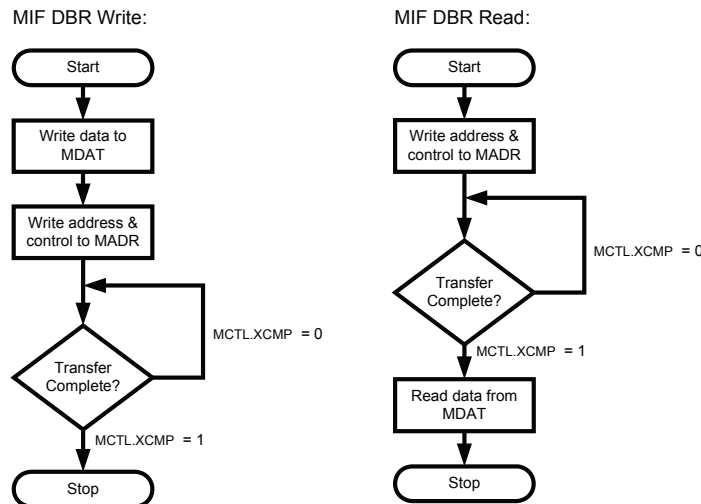 MIF DBR Write:
Start
Write data to
MDAT
Write address &
control to MADR
MCTL.XCMP = 0
Transfer
Complete?
MCTL.XCMP = 1
Stop
MIF DBR Read:
Start
Write address &
control to MADR
MCTL.XCMP = 0
Transfer
Complete?
MCTL.XCMP = 1
Read data from
MDAT
Stop